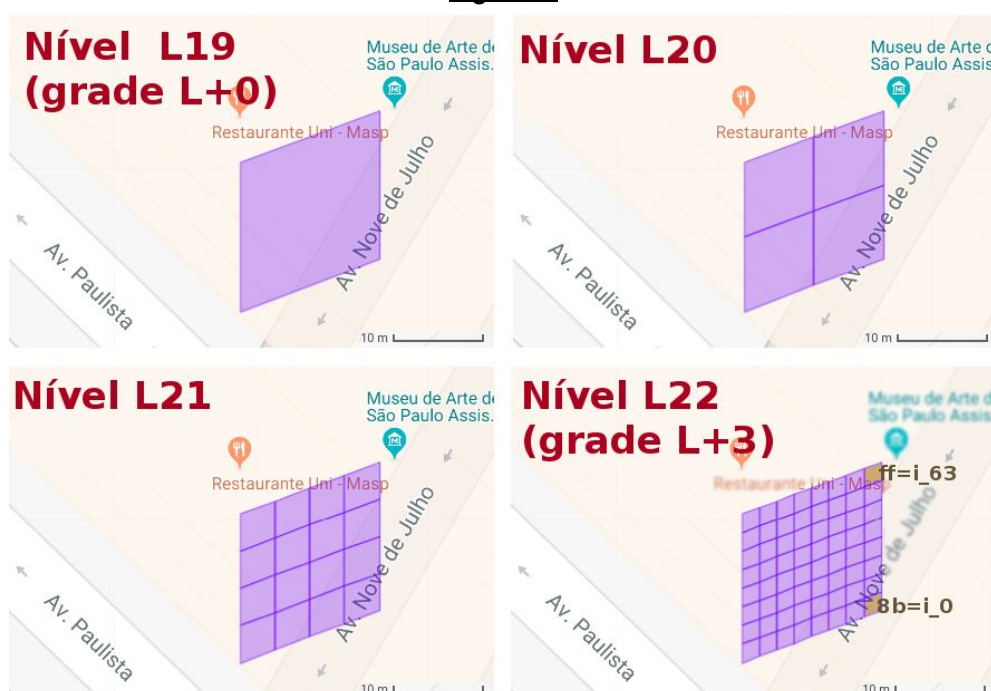 Nível L19
(grade L+0)
Museu de Arte de
São Paulo Assis.
Restaurante Uni - Masp
Av. Nove de Julho
Av. Paulista
10 m
Nível L20
Museu de Arte
São Paulo Assis
Restaurante Uni - Masp
Av. Nove de Julho
Av. Paulista
10 m
Nível L21
Museu de Arte de
São Paulo Assis.
Restaurante Uni - Masp
Av. Nove de Julho
Av. Paulista
10 m
Nível L22
(grade L+3)
Museu de Arte
São Paulo Assis
Restaurante Uni - Masp
ff=i_63
Av. Nove de Julho
8b=i_0
Av. Paulista
10 m